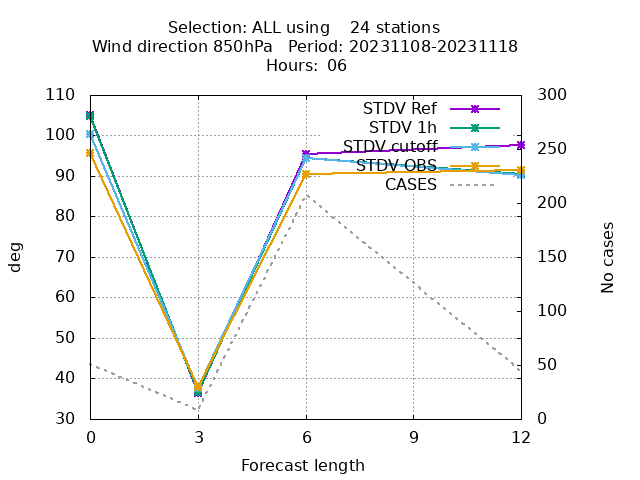 Selection: ALL using    24 stations
Wind direction 850hPa   Period: 20231108-20231118
Hours: 06
110
100
90
80
70
60
50
40
30
300
250
200
150
100
50
0
STDV Ref
STDV 1h
STDV cutoff
STDV OBS
CASES
deg
No cases
0 3 6 9 12
Forecast length